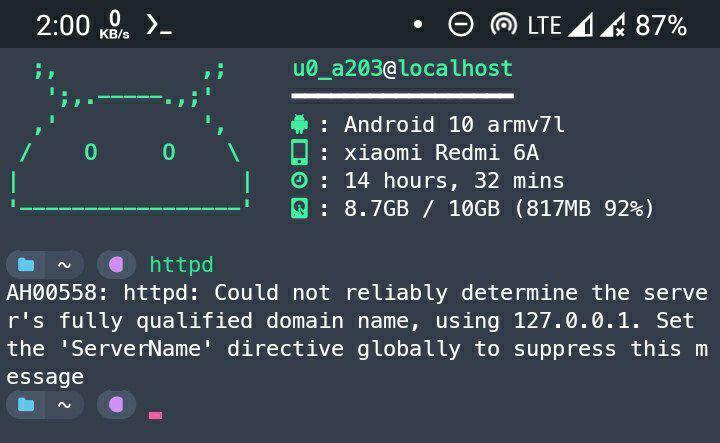 2:00 0 KB/s LTE 87%
u0_a203@localhost
: Android 10 armv7l
: xiaomi Redmi 6A
: 14 hours, 32 mins
: 8.7GB / 10GB (817MB 92%)
~ httpd
AH00558: httpd: Could not reliably determine the serve
r's fully qualified domain name, using 127.0.0.1. Set
the 'ServerName' directive globally to suppress this m
essage
~